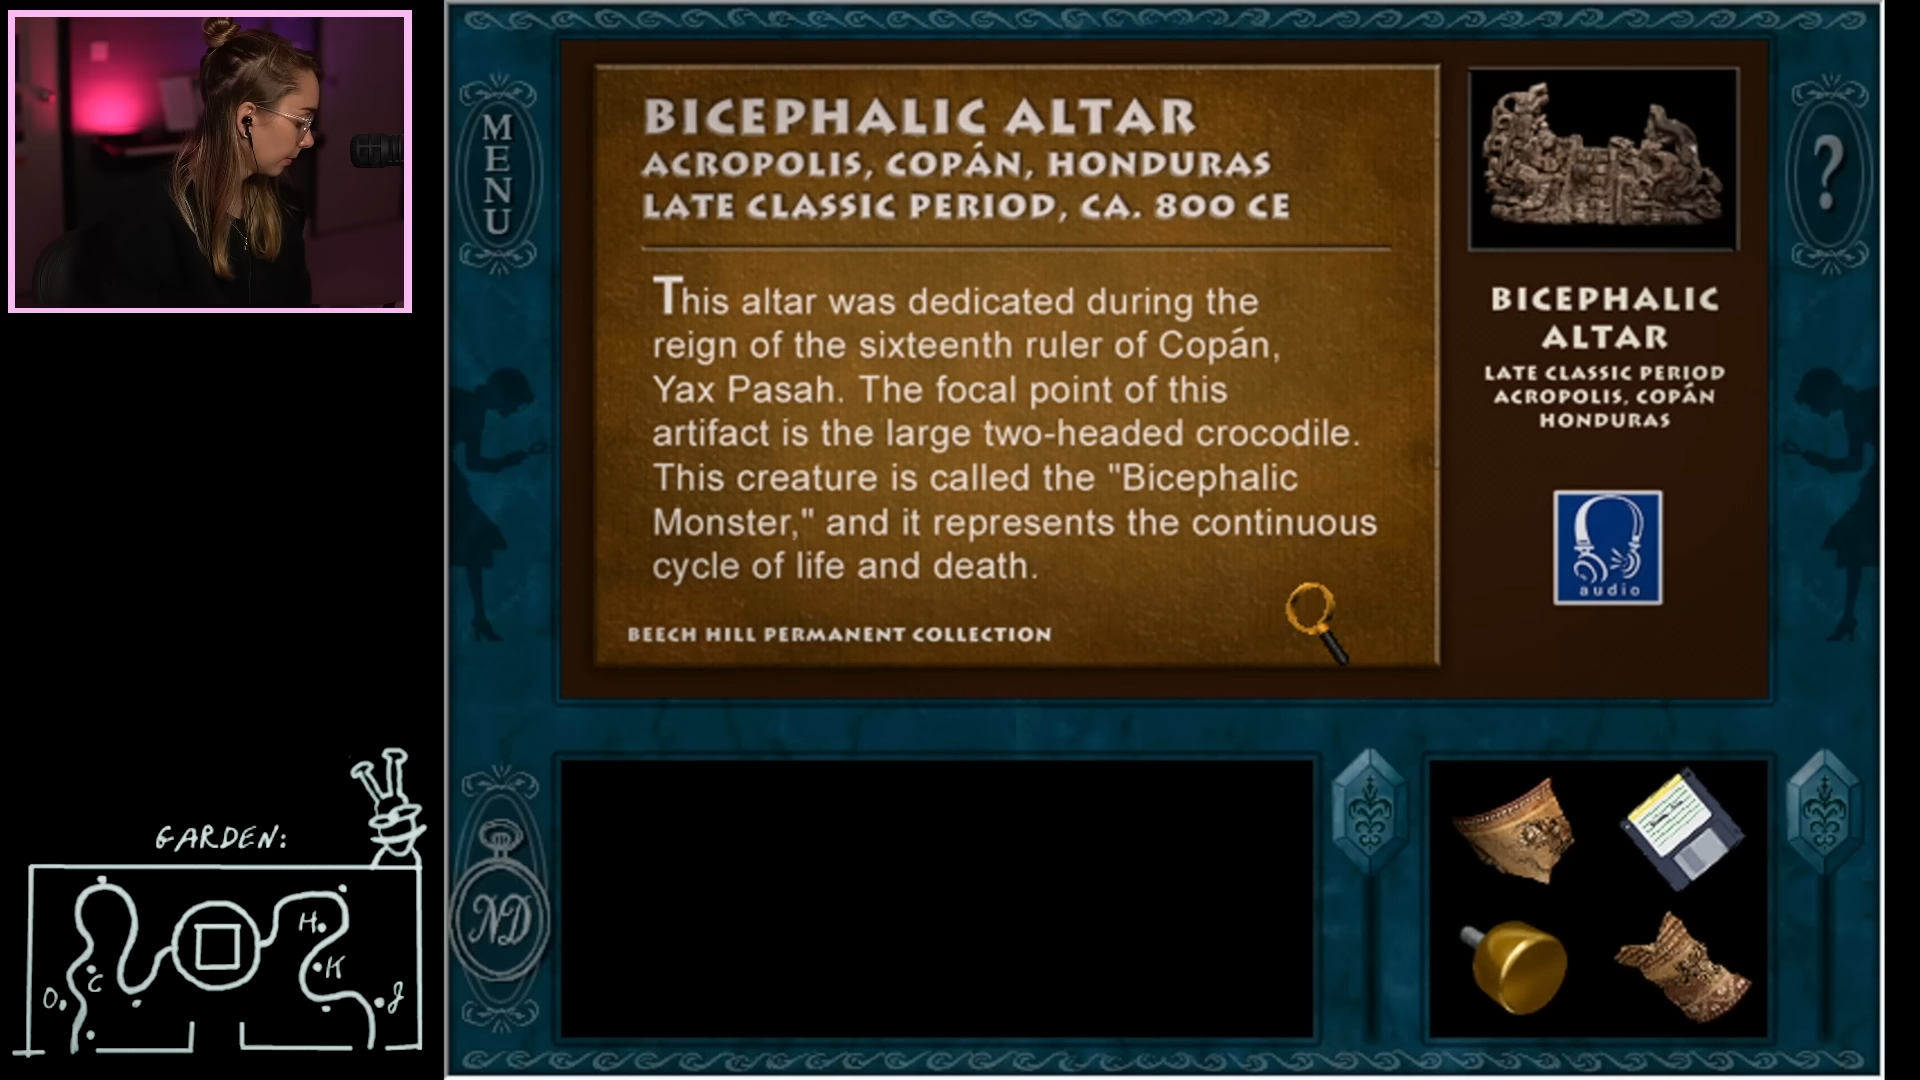 MENU
BICEPHALIC ALTAR
ACROPOLIS, COPÁN, HONDURAS
LATE CLASSIC PERIOD, CA. 800 CE
This altar was dedicated during the
reign of the sixteenth ruler of Copán,
Yax Pasah. The focal point of this
artifact is the large two-headed crocodile.
This creature is called the "Bicephalic
Monster," and it represents the continuous
cycle of life and death.
BEECH HILL PERMANENT COLLECTION
?
BICEPHALIC
ALTAR
LATE CLASSIC PERIOD
ACROPOLIS, COPÁN
HONDURAS
audio
GARDEN:
H
K
C
O
J
ND